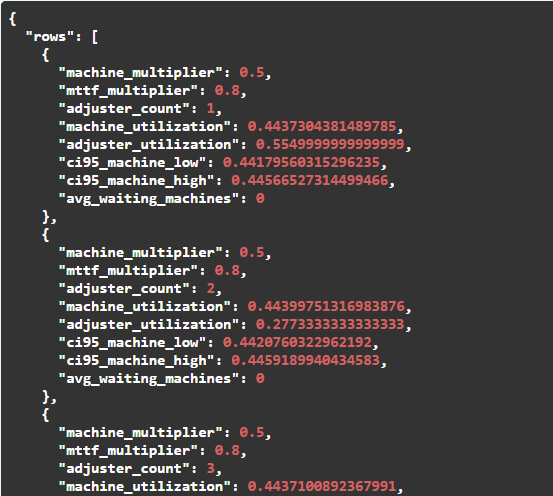 {
"rows": [
{
"machine_multiplier": 0.5,
"mttf_multiplier": 0.8,
"adjuster_count": 1,
"machine_utilization": 0.4437304381489785,
"adjuster_utilization": 0.5549999999999999,
"ci95_machine_low": 0.44179560315296235,
"ci95_machine_high": 0.44566527314499466,
"avg_waiting_machines": 0
},
{
"machine_multiplier": 0.5,
"mttf_multiplier": 0.8,
"adjuster_count": 2,
"machine_utilization": 0.44399751316983876,
"adjuster_utilization": 0.2773333333333333,
"ci95_machine_low": 0.4420760322962192,
"ci95_machine_high": 0.4459189940434583,
"avg_waiting_machines": 0
},
{
"machine_multiplier": 0.5,
"mttf_multiplier": 0.8,
"adjuster_count": 3,
"machine_utilization": 0.4437100892367991,